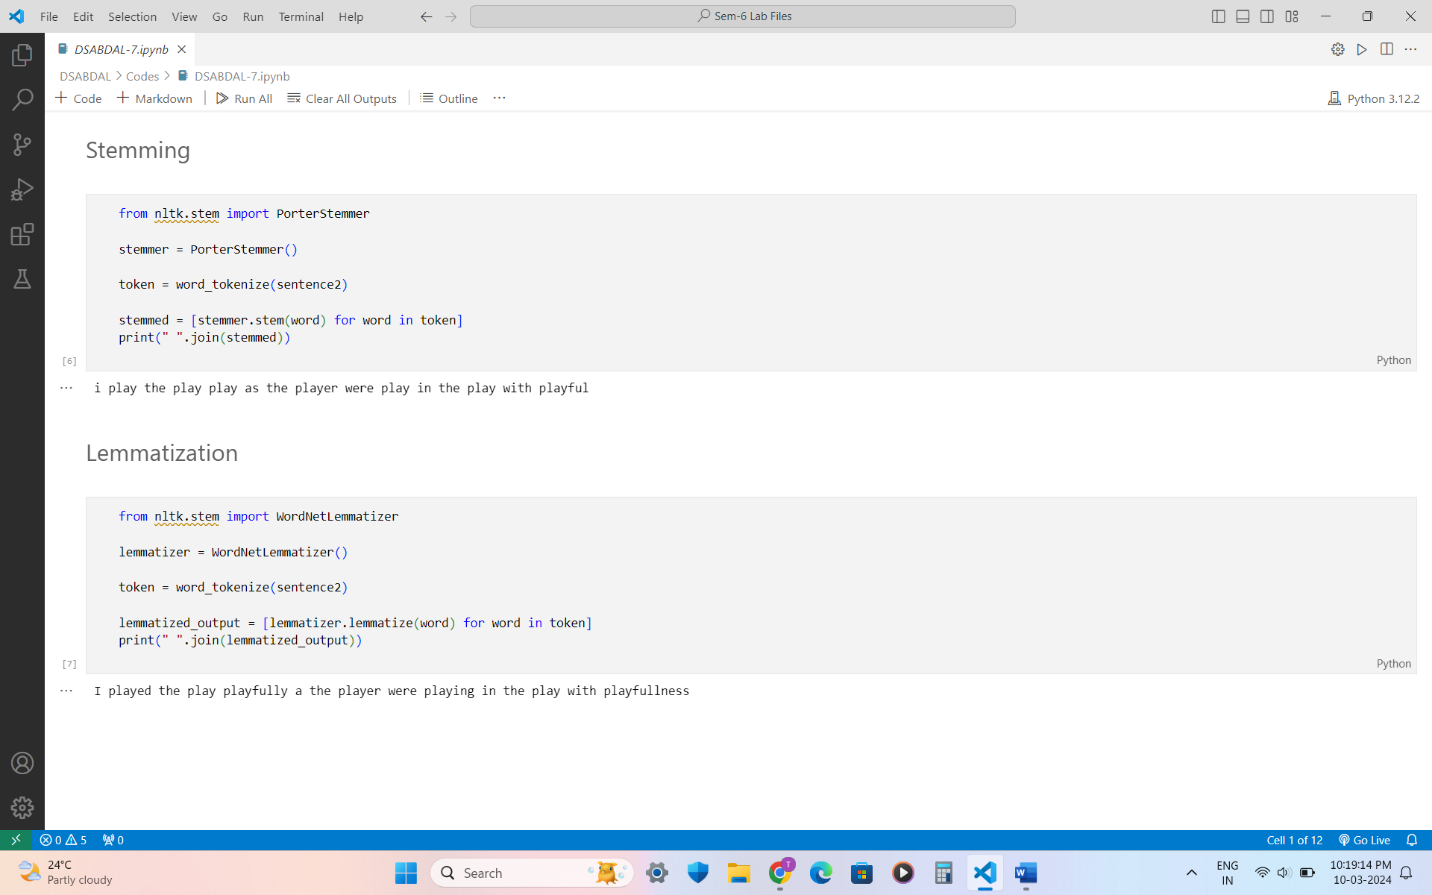 File Edit Selection View Go Run Terminal Help
Sem-6 Lab Files
DSABDAL-7.ipynb
DSABDAL > Codes > DSABDAL-7.ipynb
+ Code + Markdown | Run All Clear All Outputs | Outline ...
Python 3.12.2
Stemming
from nltk.stem import PorterStemmer
stemmer = PorterStemmer()
token = word_tokenize(sentence2)
stemmed = [stemmer.stem(word) for word in token]
print(" ".join(stemmed))
[6]
Python
i play the play play as the player were play in the play with playful
Lemmatization
from nltk.stem import WordNetLemmatizer
lemmatizer = WordNetLemmatizer()
token = word_tokenize(sentence2)
lemmatized_output = [lemmatizer.lemmatize(word) for word in token]
print(" ".join(lemmatized_output))
[7]
Python
I played the play playfully a the player were playing in the play with playfullness
0 5 0
Cell 1 of 12 Go Live
24°C
Partly cloudy
Search
T
W
ENG
IN
10:19:14 PM
10-03-2024